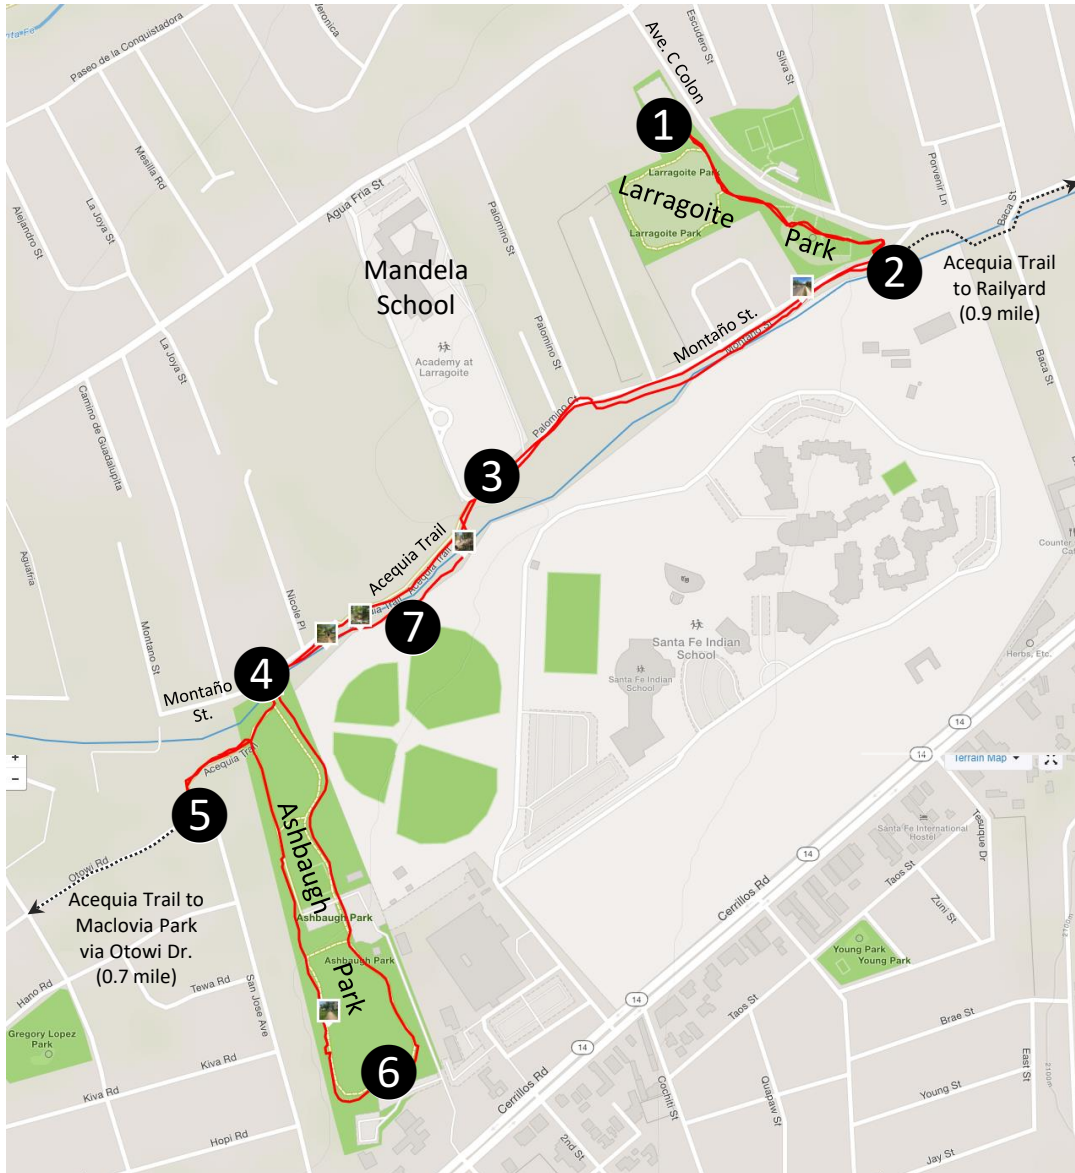 Paseo de la Conquistadora
Veronica
Ave. C Colon
Escudero St
Silva St
Mesilla Rd
La Joya St
Alejandro St
Agua Fria St
Palomino St
Porvenir Ln
Baca St
1
Larragoite Park
Larragoite
Larragoite Park
Park
2
Acequia Trail
to Railyard
(0.9 mile)
Mandela
School
Academy at
Larragoite
Palomino St
Montaño St.
Montano St
Baca St
La Joya St
Camino de Guadalupita
Palomino Ct
3
Counter
Acequia Trail
Acequia Trail
Aguafria
Nicole Pl
Montano St
7
Santa Fe Indian
School
Santa Fe Indian
School
Herbs, Etc.
4
Montaño
St.
14
14
Acequia Trail
+
−
Terrain Map
5
Ashbaugh
Santa Fe International
Hostel
Tesuque Dr
14
Otowi Rd
Cerrillos Rd
Taos St
Zuni St
Acequia Trail to
Maclovia Park
via Otowi Dr.
(0.7 mile)
Ashbaugh Park
Ashbaugh Park
Park
Young Park
Young Park
2100m
Hano Rd
Tewa Rd
San Jose Ave
14
Taos St
Brae St
Gregory Lopez
Park
Kiva Rd
14
6
Kiva Rd
Cerrillos Rd
Cochiti St
Quapaw St
Young St
East St
2100m
Hopi Rd
2nd St
Jay St